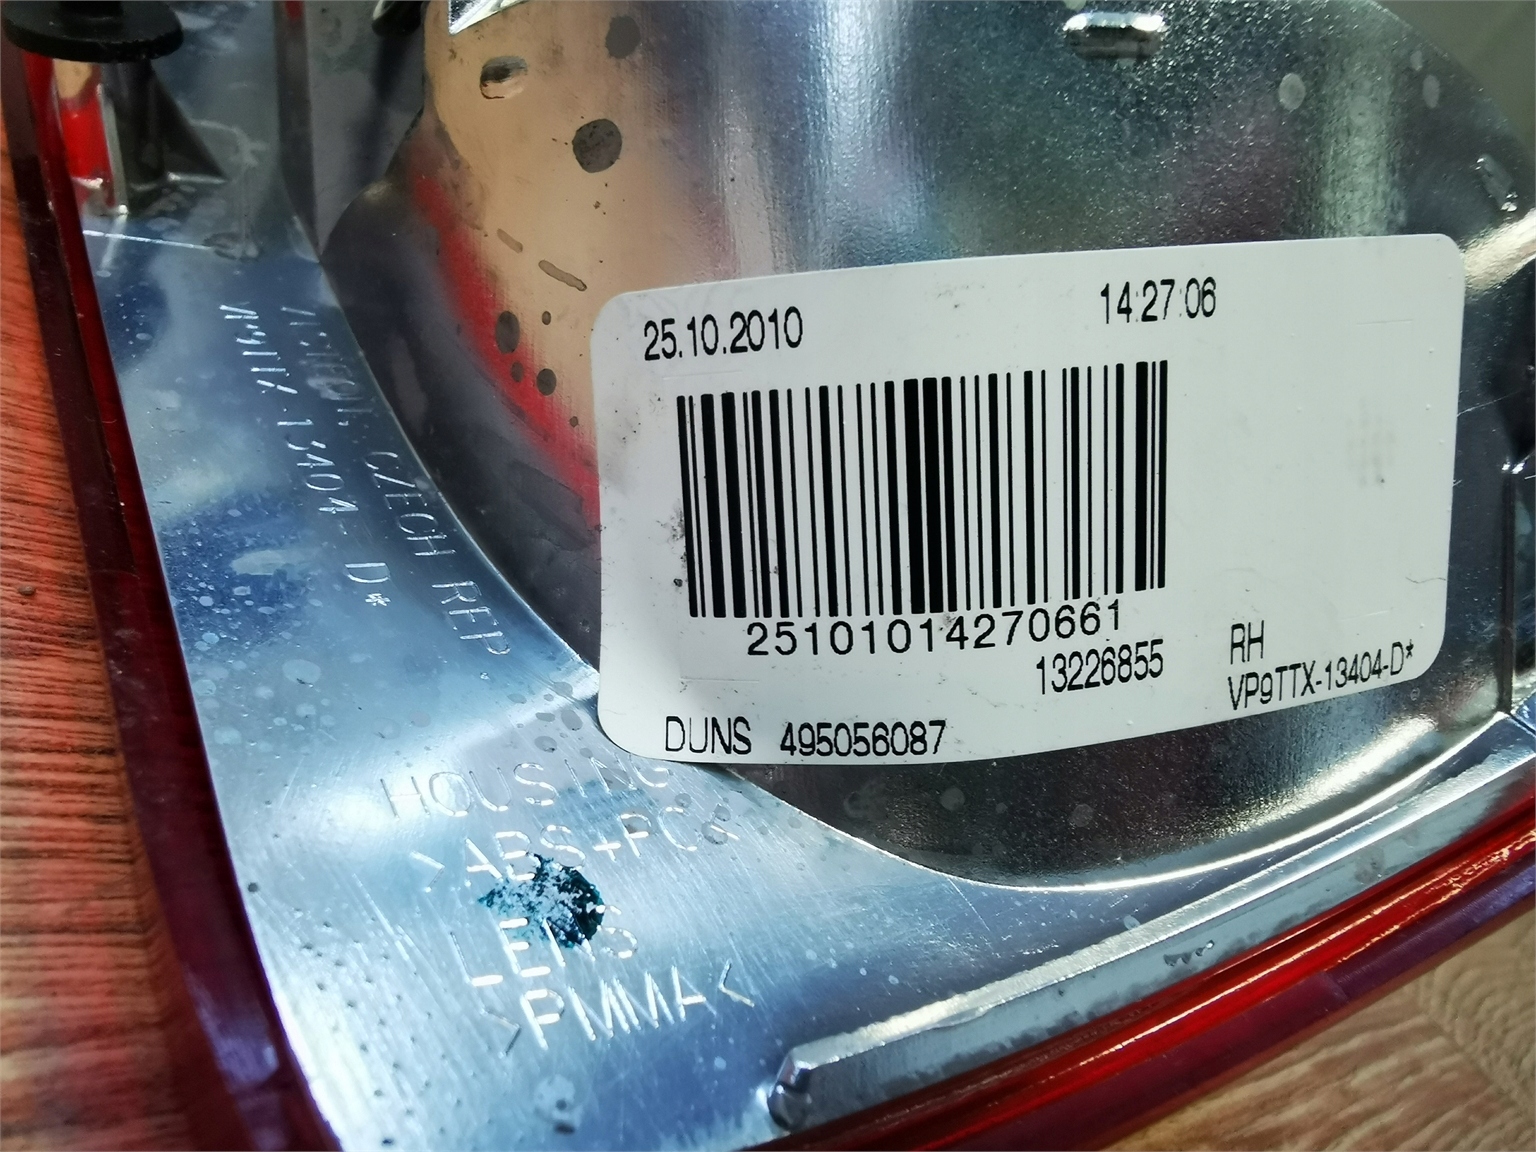 25.10.2010 14:27:06
25101014270661
13226855
RH
VP9TTX-13404-D*
DUNS 495056087
CZECH REP
13404-D*
HOUSING
>ABS+PC<
LENS
>PMMA<